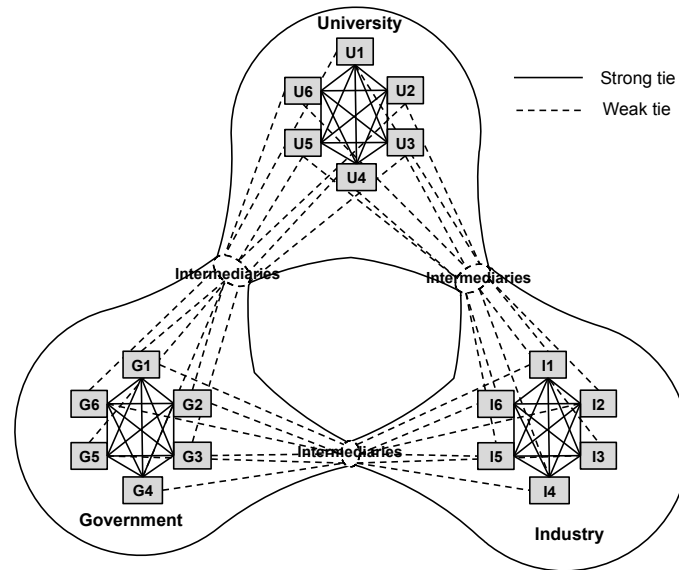 University
U1
U6
U2
Strong tie
Weak tie
U5
U3
U4
Intermediaries
Intermediaries
G1
I1
G6
G2
I6
I2
G5
G3
Intermediaries
I5
I3
G4
I4
Government
Industry